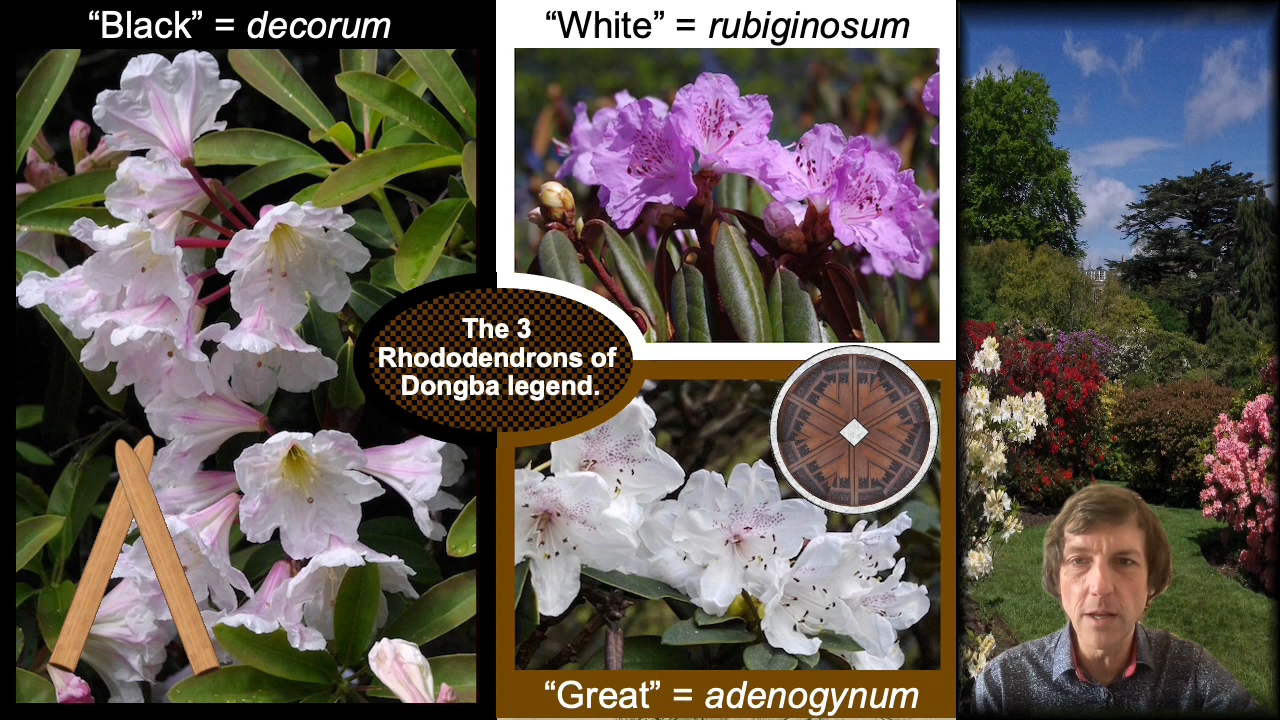 “Black” = decorum
“White” = rubiginosum
The 3
Rhododendrons of
Dongba legend.
“Great” = adenogynum